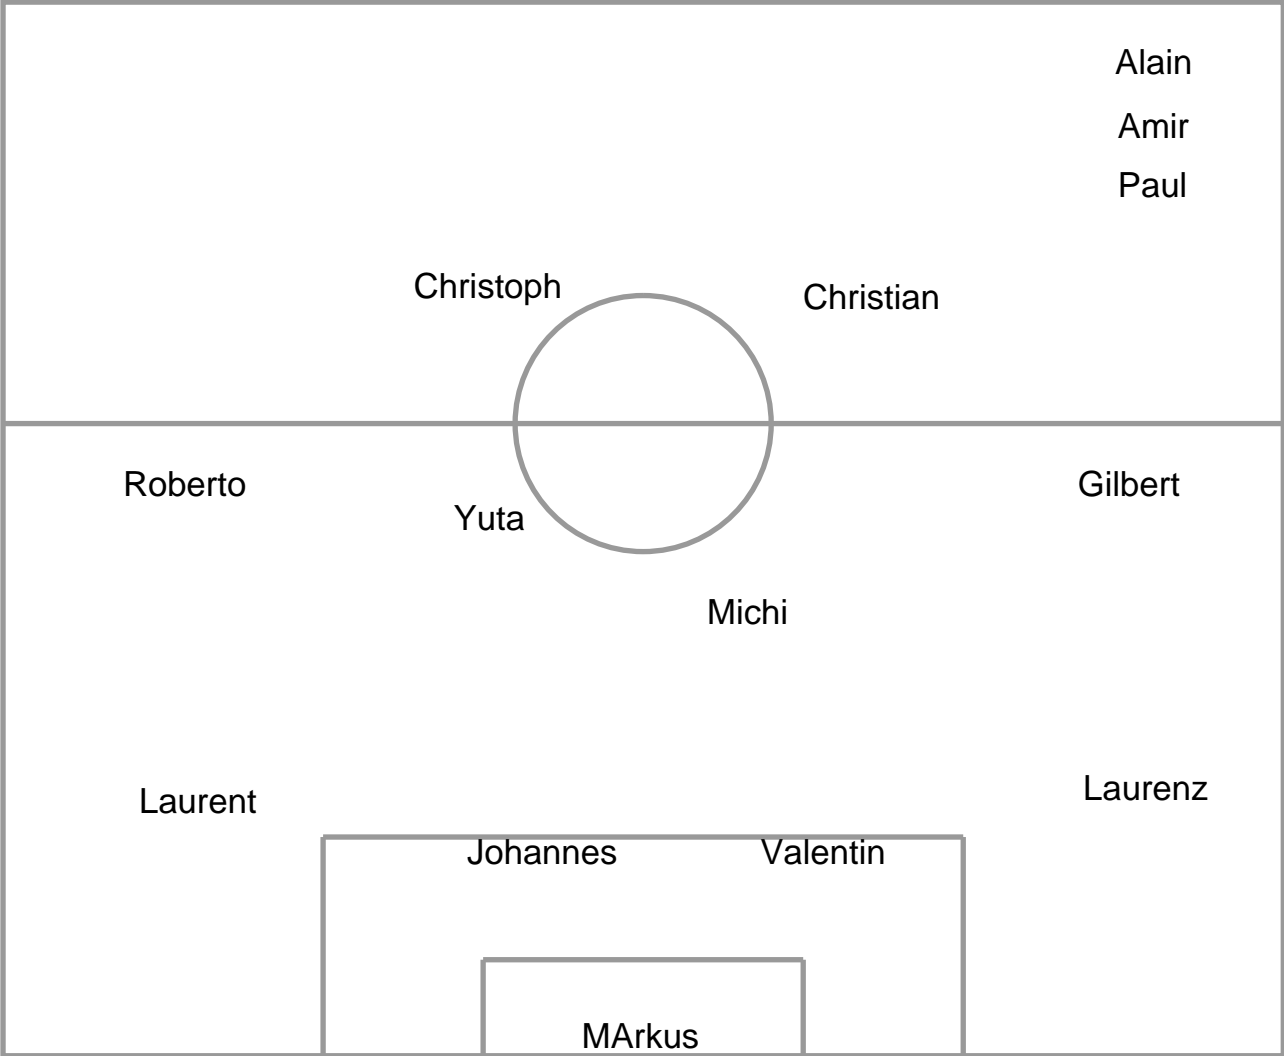 Alain
Amir
Paul
Christoph
Christian
Roberto
Gilbert
Yuta
Michi
Laurent
Laurenz
Johannes
Valentin
MArkus